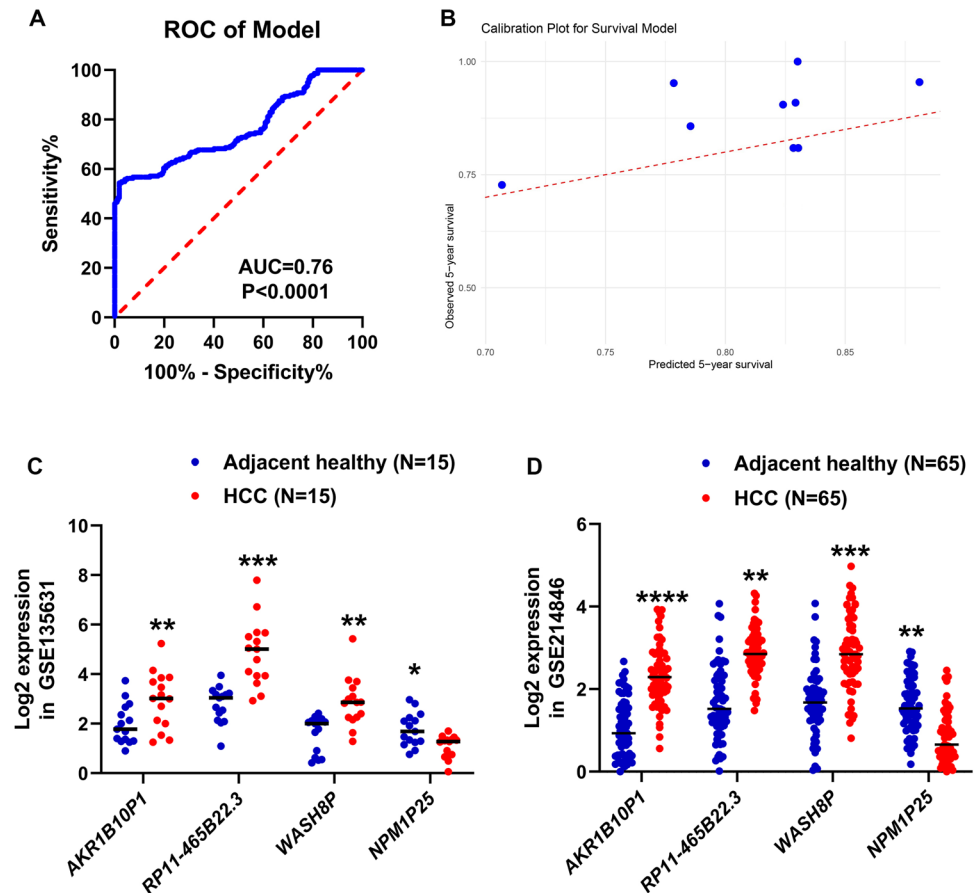 A
ROC of Model
100
80
60
40
20
0
Sensitivity%
AUC=0.76
P<0.0001
0 20 40 60 80 100
100% - Specificity%
B
Calibration Plot for Survival Model
1.00
0.75
0.50
Observed 5-year survival
0.70 0.75 0.80 0.85
Predicted 5-year survival
C
Adjacent healthy (N=15)
HCC (N=15)
Log2 expression
in GSE135631
10
8
6
4
2
0
** *** ** *
AKR1B10P1
RP11-465B22.3
WASH8P
NPM1P25
D
Adjacent healthy (N=65)
HCC (N=65)
Log2 expression
in GSE214846
6
4
2
0
**** ** *** **
AKR1B10P1
RP11-465B22.3
WASH8P
NPM1P25